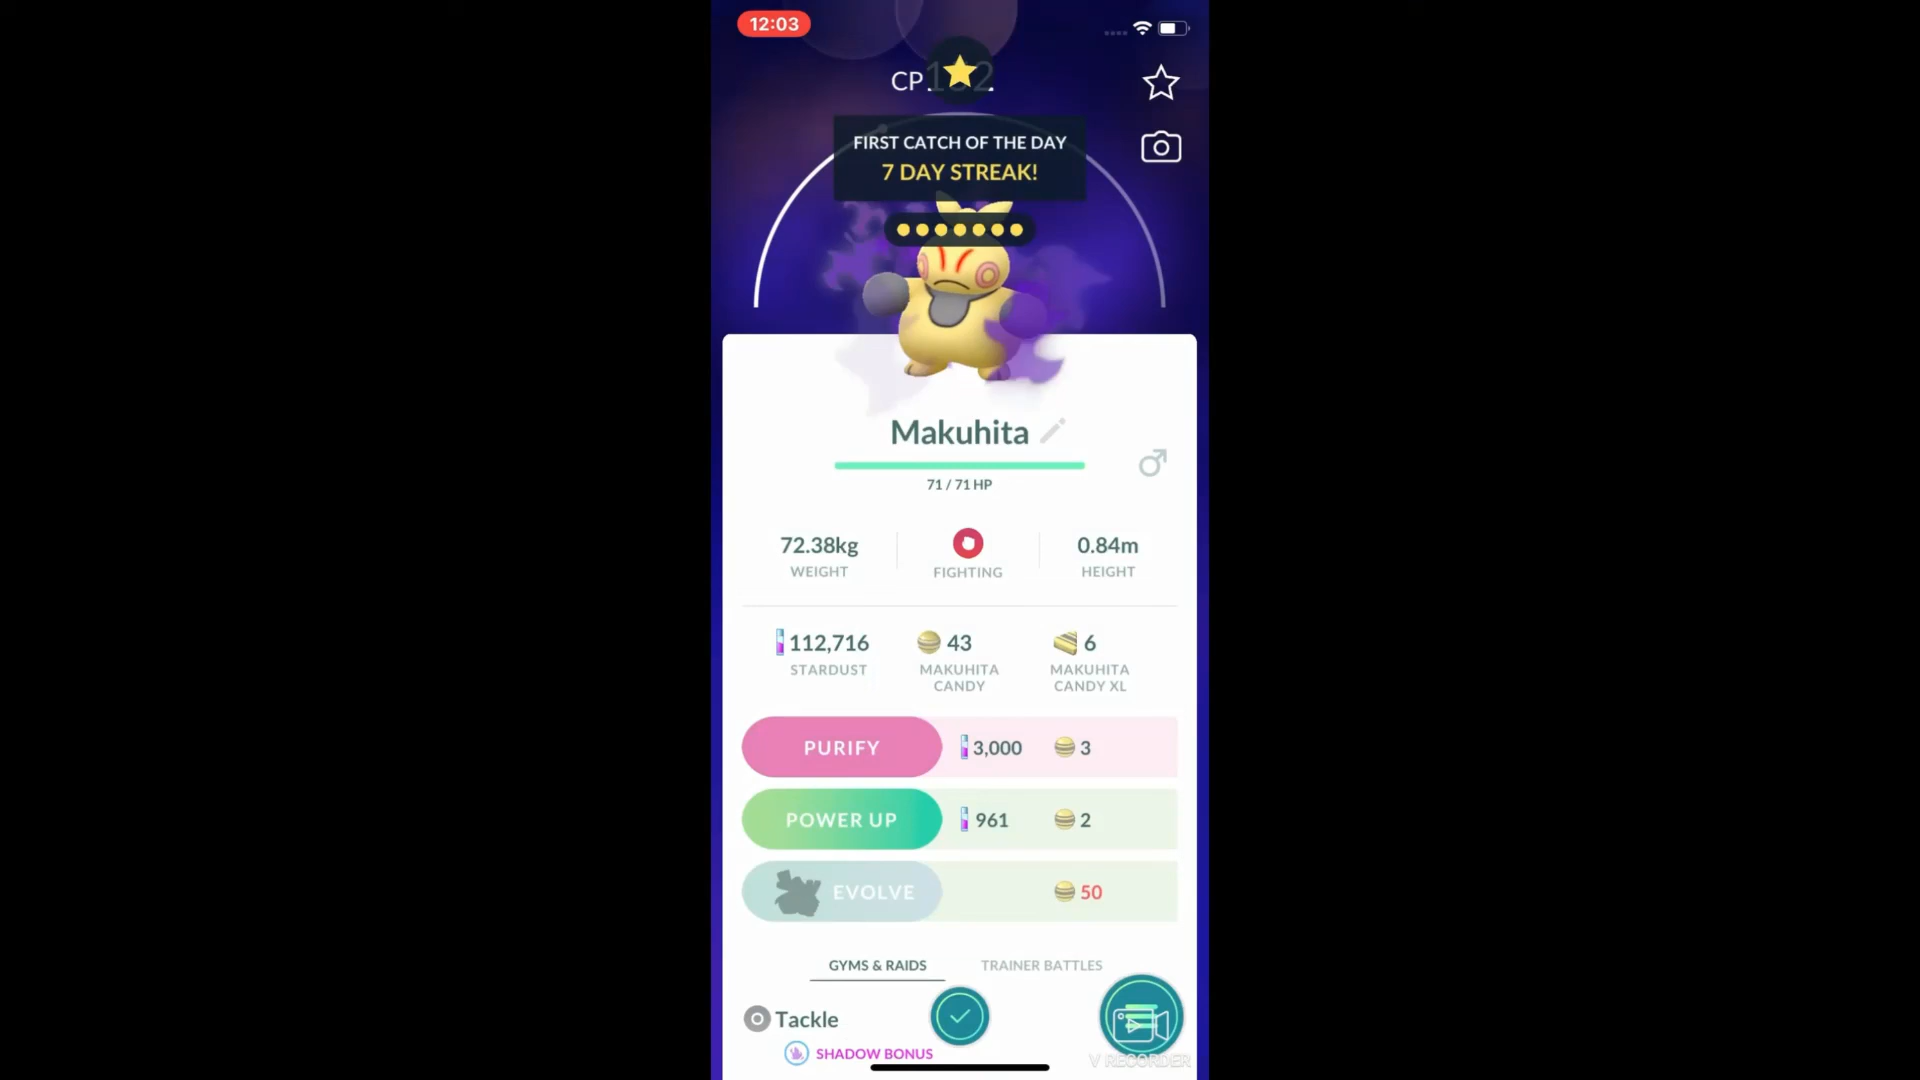 12:03
CP
FIRST CATCH OF THE DAY
7 DAY STREAK!
Makuhita
71 / 71 HP
72.38kg
WEIGHT
FIGHTING
0.84m
HEIGHT
112,716
STARDUST
43
MAKUHITA
CANDY
6
MAKUHITA
CANDY XL
PURIFY
3,000
3
POWER UP
961
2
EVOLVE
50
GYMS & RAIDS
TRAINER BATTLES
Tackle
SHADOW BONUS
V RECORDER